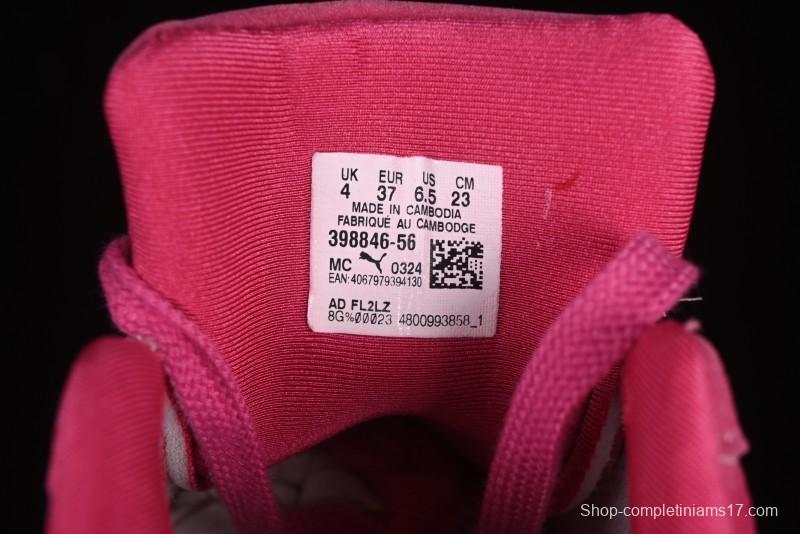 UK EUR US CM
4 37 6.5 23
MADE IN CAMBODIA
FABRIQUÉ AU CAMBODGE
398846-56
MC 0324
EAN:4067979394130
AD FL2LZ
8G%00023 4800993858_1
Shop-completiniams17.com